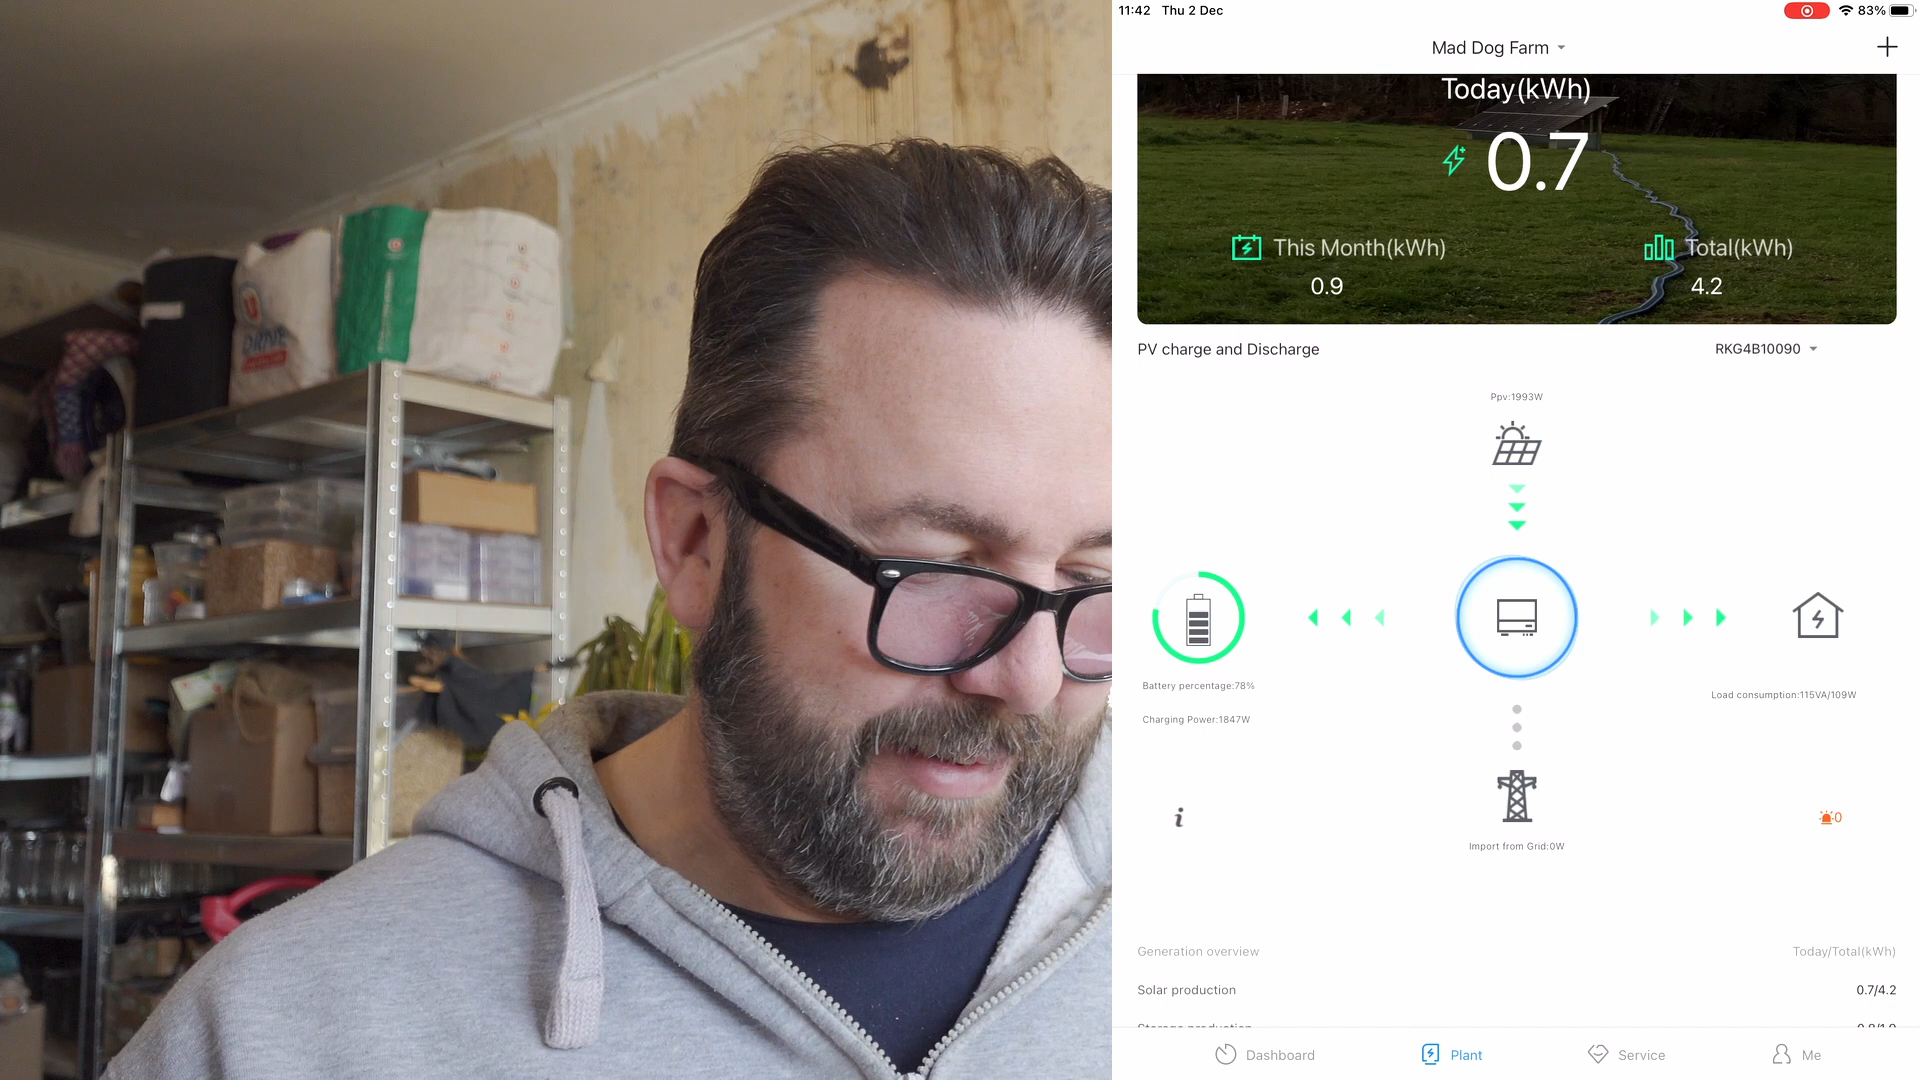 11:42 Thu 2 Dec
83%
Mad Dog Farm
Today(kWh)
0.7
This Month(kWh)
0.9
Total(kWh)
4.2
PV charge and Discharge
RKG4B10090
Ppv:1993W
Battery percentage:78%
Charging Power:1847W
Load consumption:115VA/109W
0
Import from Grid:0W
Generation overview
Today/Total(kWh)
Solar production
0.7/4.2
Dashboard
Plant
Service
Me